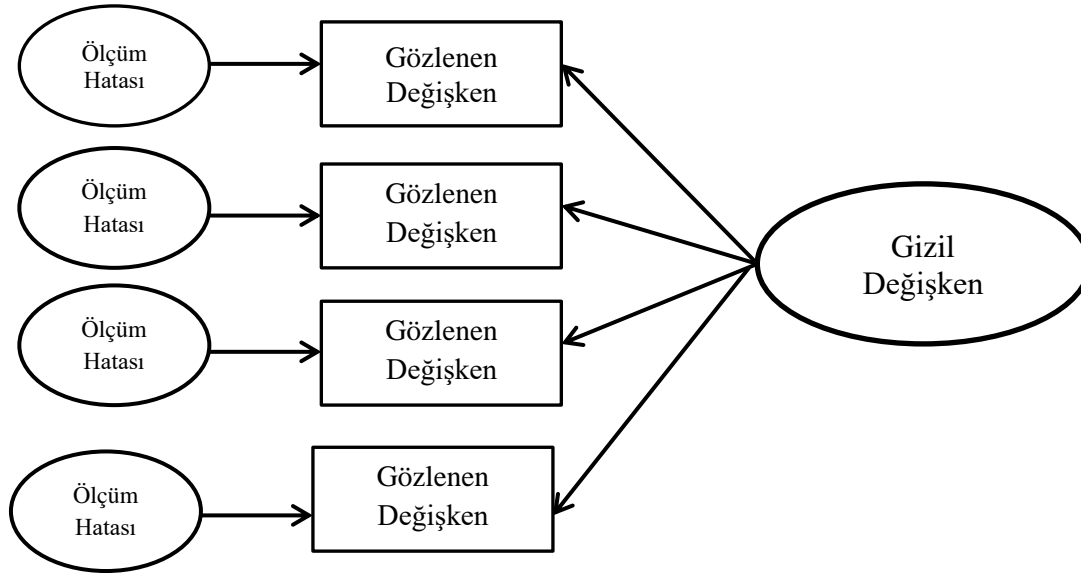 Ölçüm
Hatası
Gözlenen
Değişken
Ölçüm
Hatası
Gözlenen
Değişken
Gizil
Değişken
Ölçüm
Hatası
Gözlenen
Değişken
Ölçüm
Hatası
Gözlenen
Değişken